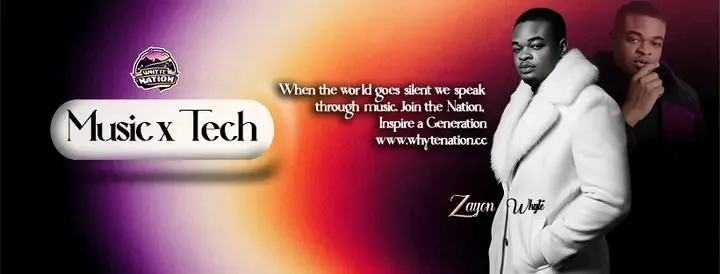 WHYTE
NATION
Music x Tech
When the world goes silent we speak
through music. Join the Nation,
Inspire a Generation
www.whytenation.cc
Zayon Whyte